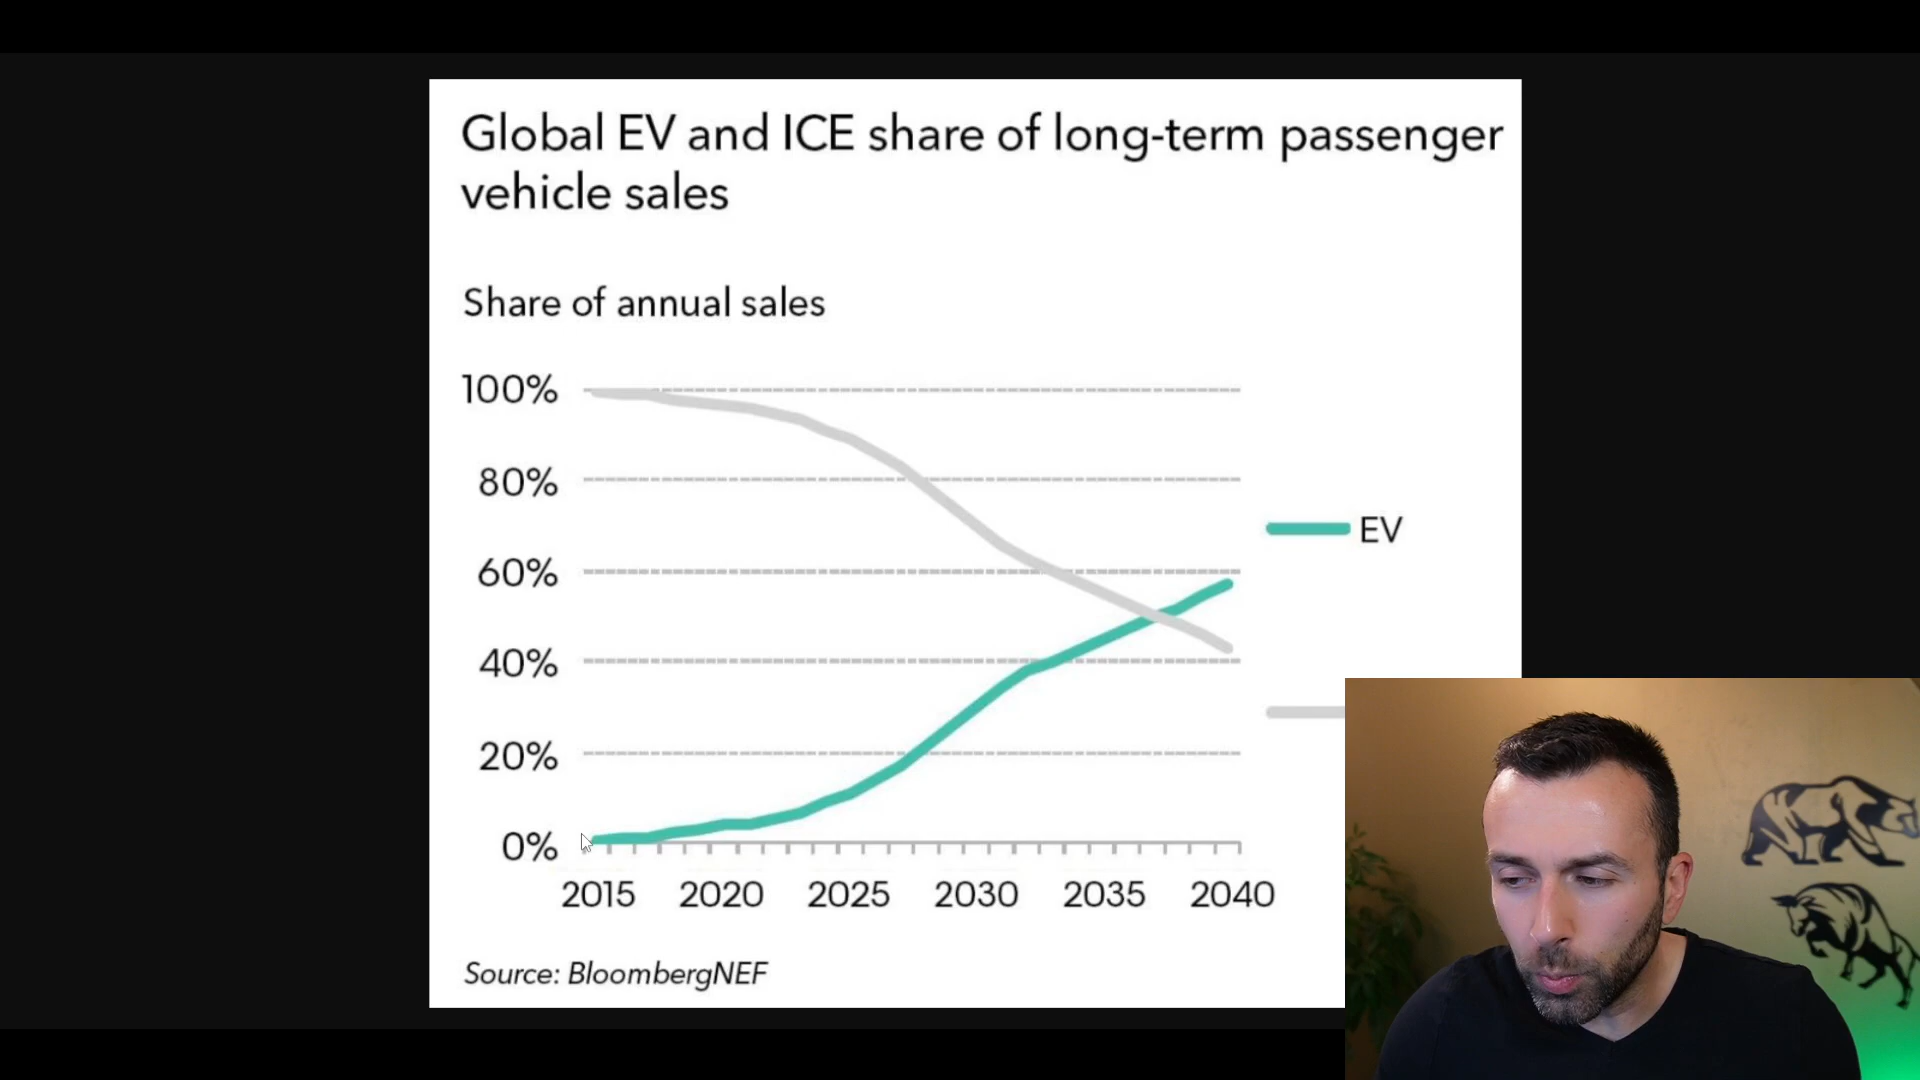 Global EV and ICE share of long-term passenger
vehicle sales
Share of annual sales
100%
80%
60%
40%
20%
0%
2015 2020 2025 2030 2035 2040
EV
Source: BloombergNEF